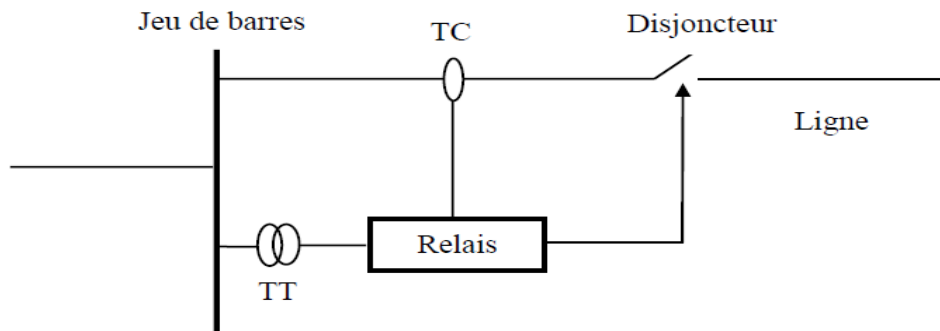 Jeu de barres
TC
Disjoncteur
Ligne
Relais
TT